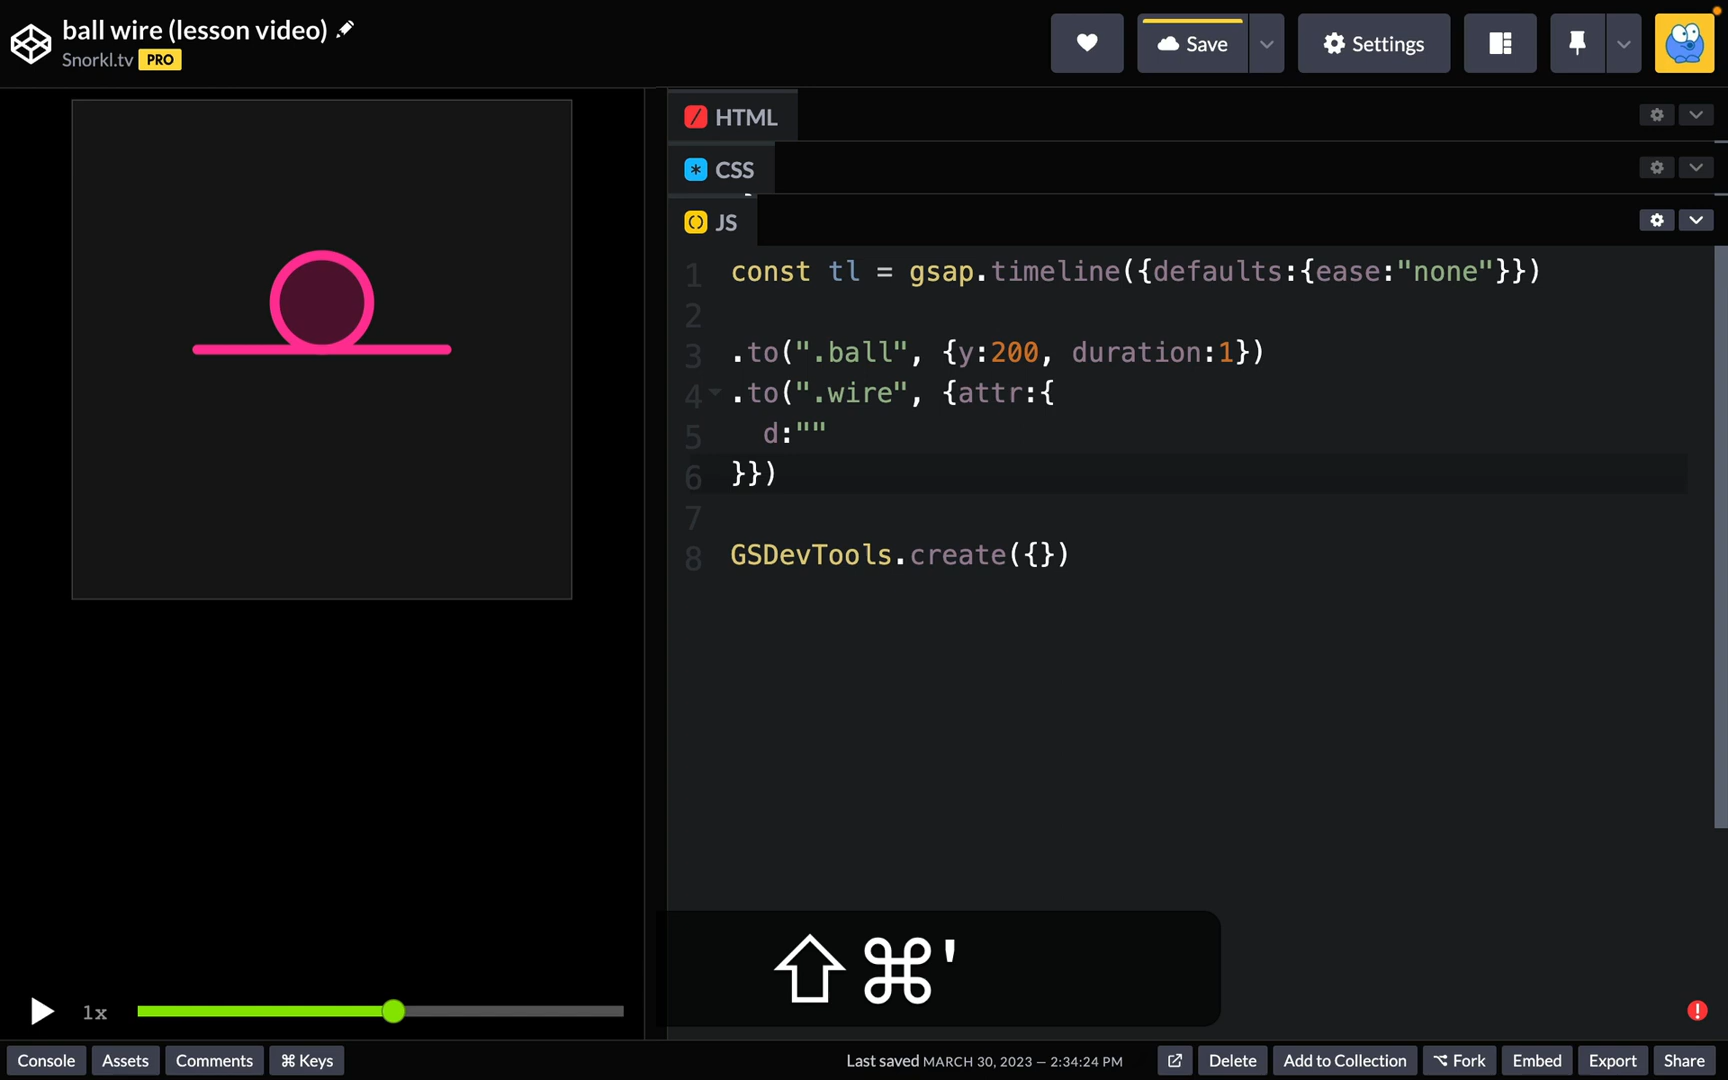 ball wire (lesson video)
Snorkl.tv PRO
Save
Settings
HTML
* CSS
JS
1 const tl = gsap.timeline({defaults:{ease:"none"}})
2
3 .to(".ball", {y:200, duration:1})
4 .to(".wire", {attr:{
5 d:""
6 }})
7
8 GSDevTools.create({})
⇧⌘'
1x
Console Assets Comments ⌘ Keys Last saved MARCH 30, 2023 — 2:34:24 PM Delete Add to Collection ⌥ Fork Embed Export Share